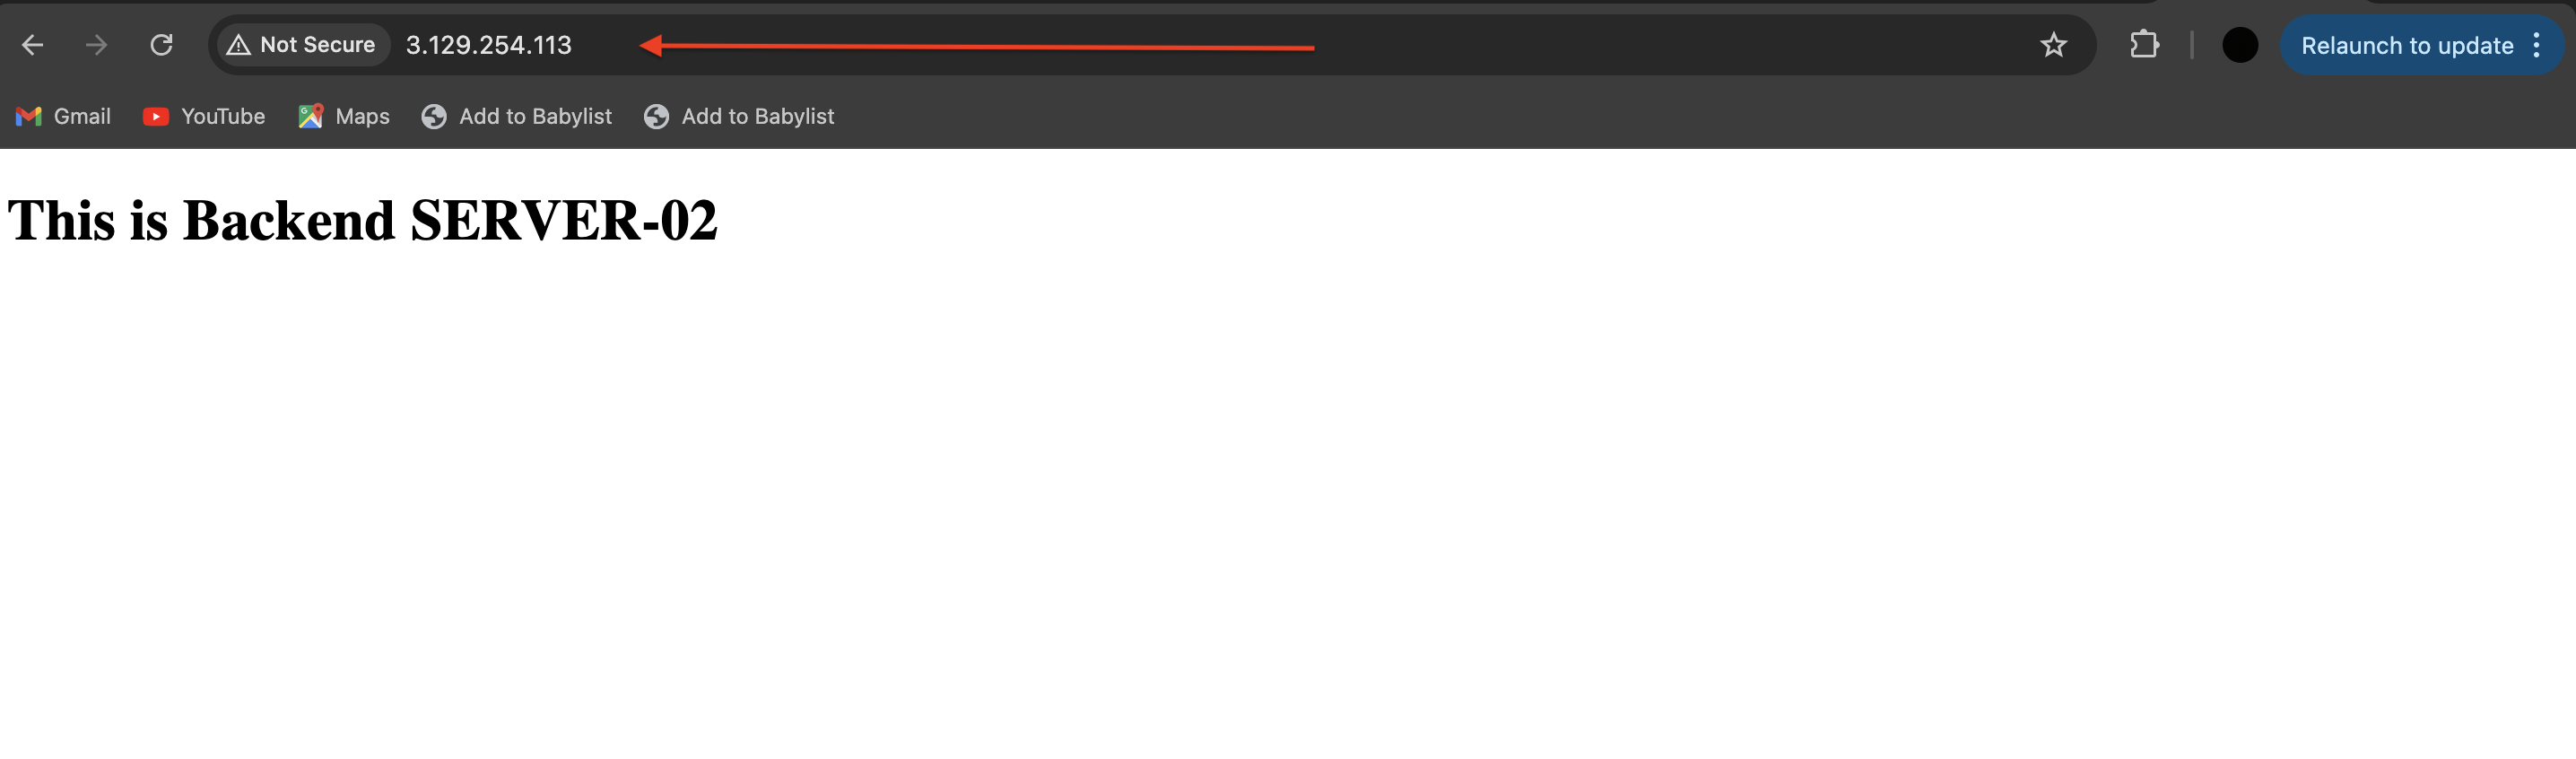 Not Secure 3.129.254.113 Relaunch to update
Gmail YouTube Maps Add to Babylist Add to Babylist
This is Backend SERVER-02